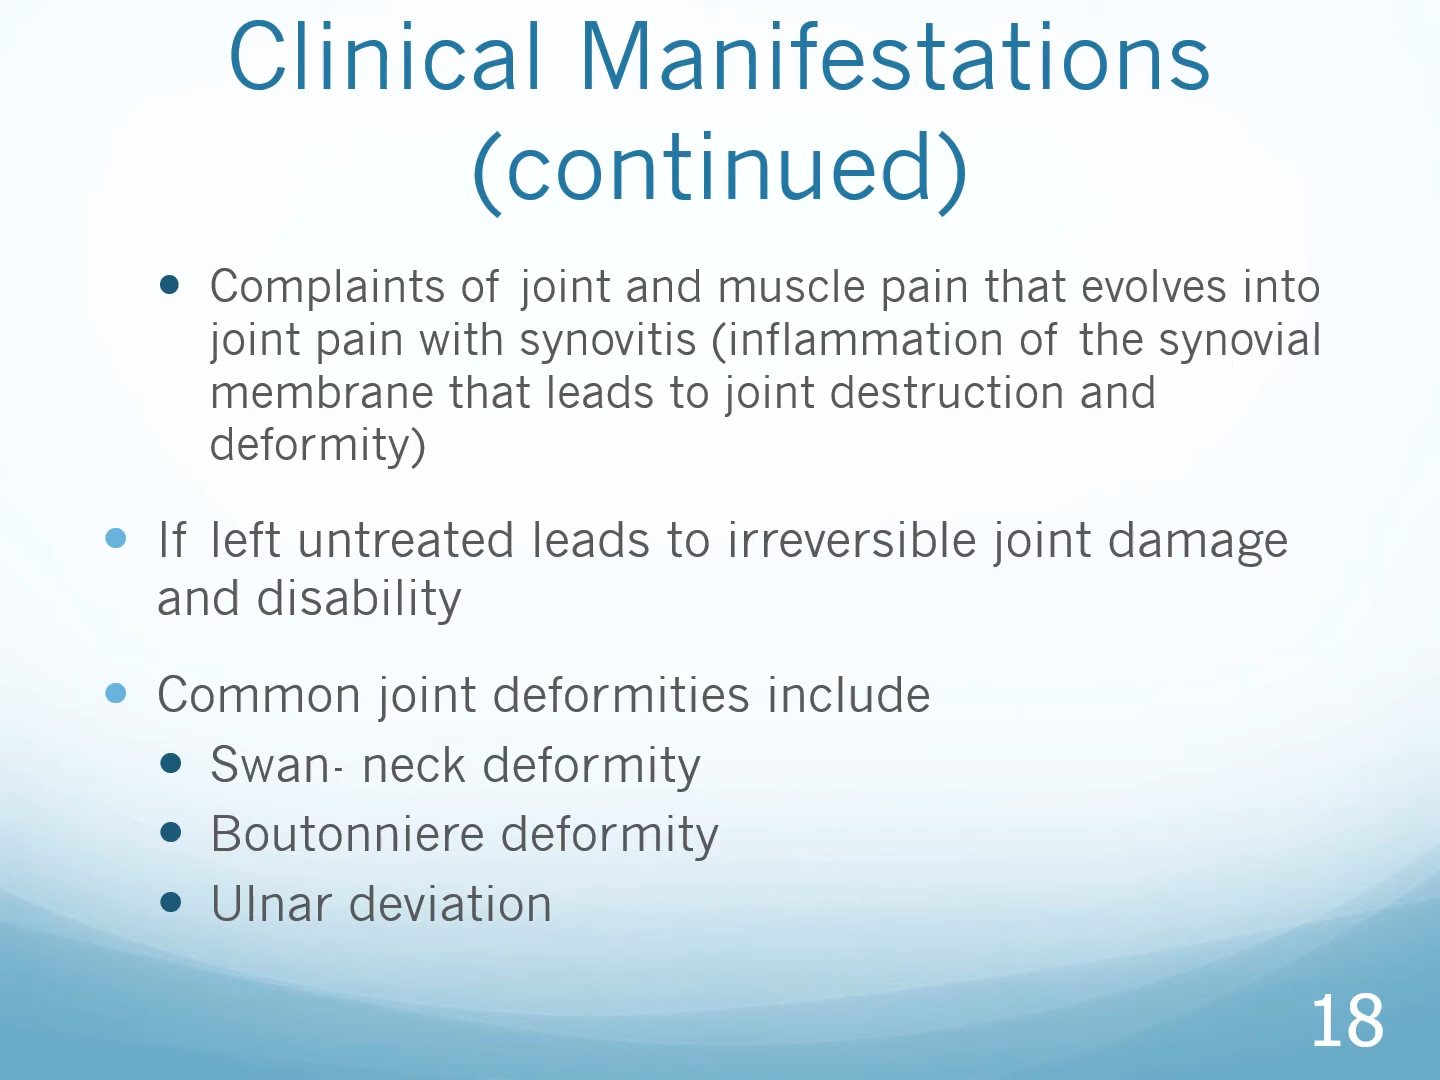 Clinical Manifestations
(continued)
• Complaints of joint and muscle pain that evolves into
joint pain with synovitis (inflammation of the synovial
membrane that leads to joint destruction and
deformity)
• If left untreated leads to irreversible joint damage
and disability
• Common joint deformities include
• Swan- neck deformity
• Boutonniere deformity
• Ulnar deviation
18